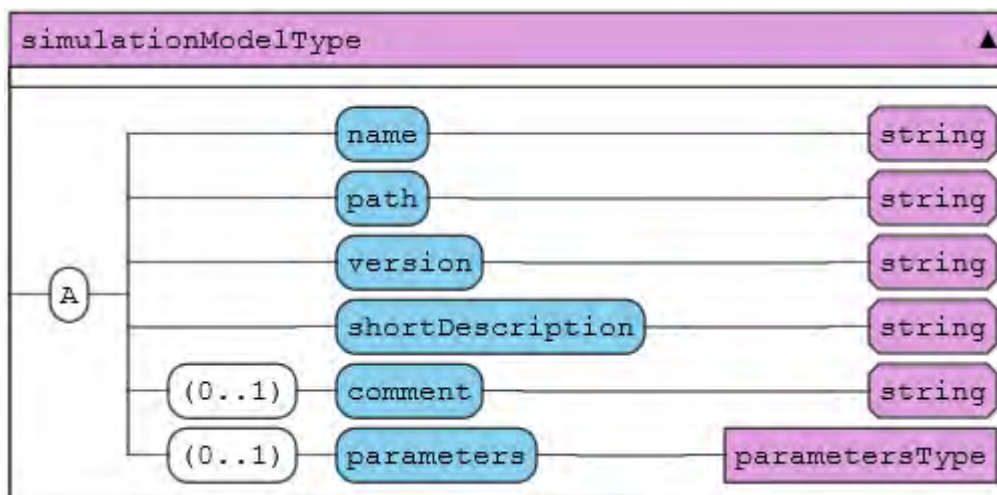 simulationModelType ▲
name string
path string
version string
A
shortDescription string
(0..1) comment string
(0..1) parameters parametersType